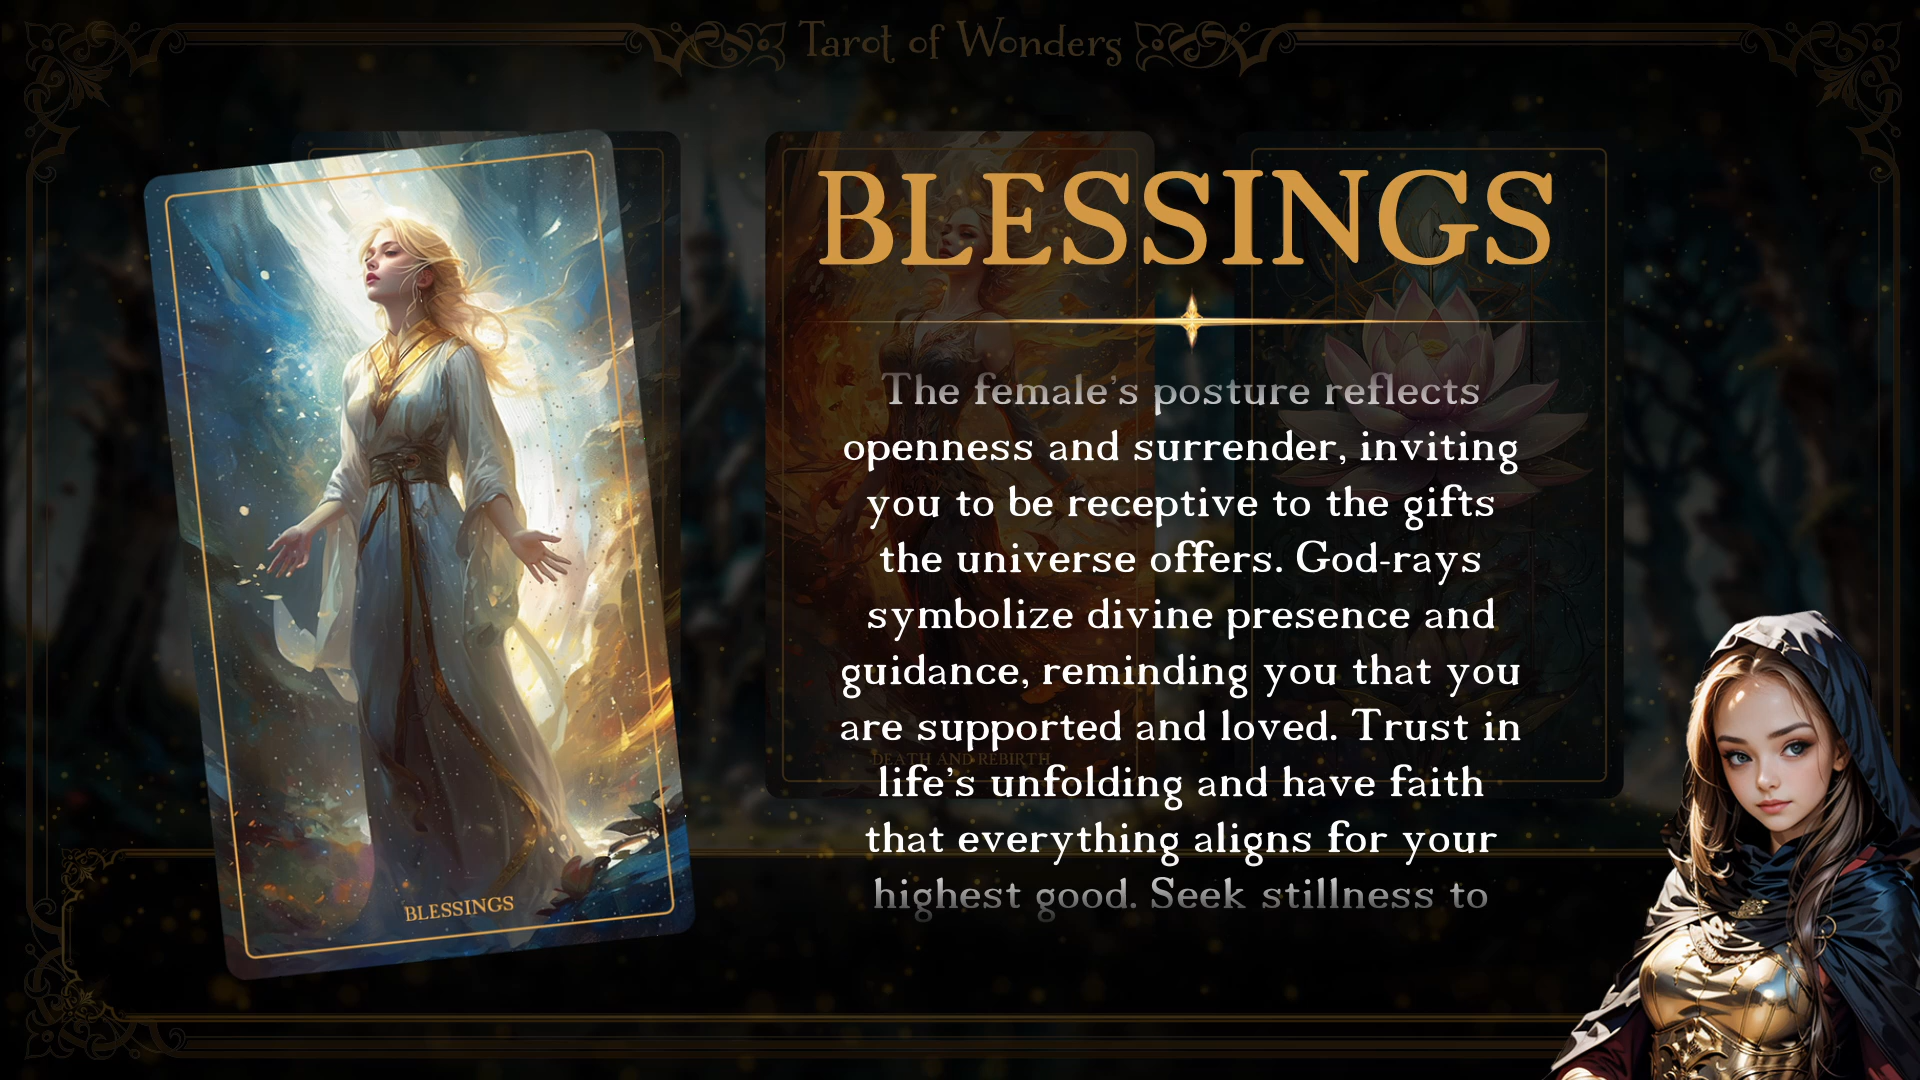 Tarot of Wonders
BLESSINGS
The female's posture reflects
openness and surrender, inviting
you to be receptive to the gifts
the universe offers. God-rays
symbolize divine presence and
guidance, reminding you that you
are supported and loved. Trust in
DEATH AND REBIRTH
life's unfolding and have faith
that everything aligns for your
highest good. Seek stillness to
BLESSINGS